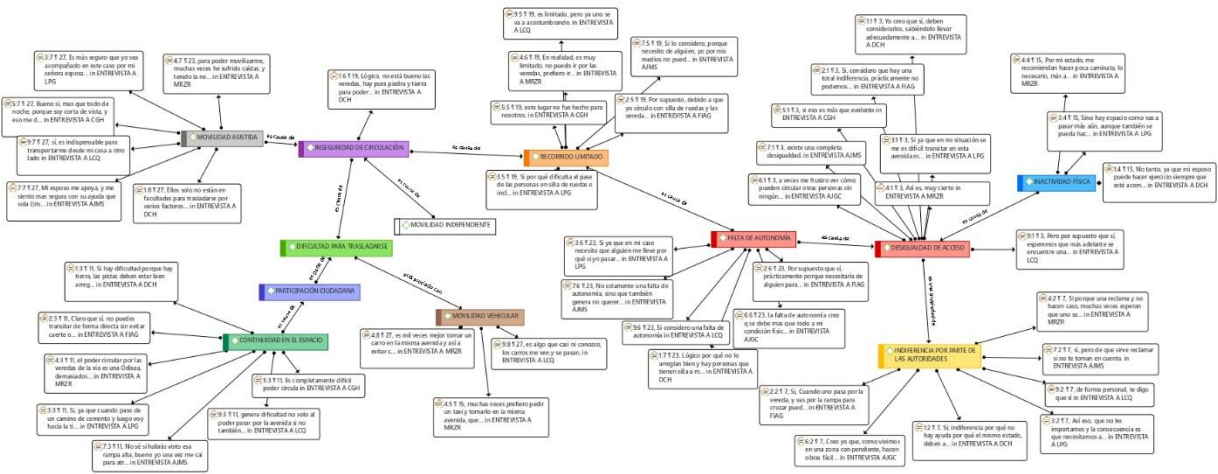 3:7 ¶ 27, Es más seguro que yo sea
acompañado en este caso por mi
señora esposa... in ENTREVISTA A
LPG
4:7 ¶ 23, para poder movilizarme,
muchas veces he sufrido caídas, y
tenido la ne... in ENTREVISTA A
MRZR
5:7 ¶ 27, Bueno sí, mas que todo de
noche, porque soy corta de vista, y
eso me d... in ENTREVISTA A CGH
9:7 ¶ 27, sí, es indispensable para
transportarme desde mi casa a otro
lado in ENTREVISTA A LCQ
7:7 ¶ 27, Mi esposo me apoya, y me
siento mas seguro con su ayuda que
sola (ris... in ENTREVISTA AJMS
1:8 ¶ 27, Ellos solo no están en
facultades para trasladarse por
varios factores... in ENTREVISTA A
DCH
MOVILIDAD ASISTIDA
es causa de
1:6 ¶ 19, Lógico, no está bueno las
veredas, hay pura piedra y tierra
para poder... in ENTREVISTA A
DCH
INSEGURIDAD DE CIRCULACIÓN
es causa de
es causa de
es causa de
MOVILIDAD INDEPENDIENTE
9:5 ¶ 19, es limitado, pero ya uno se
va a acostumbrando. in ENTREVISTA
A LCQ
4:6 ¶ 19, En realidad, es muy
limitado, no puedo ir por las
veredas, prefiero ir... in ENTREVISTA
A MRZR
7:5 ¶ 19, Si lo considero, porque
necesito de alguien, yo por mis
medios no pued... in ENTREVISTA
AJMS
5:5 ¶ 19, este lugar no fue hecho para
nosotros. in ENTREVISTA A CGH
2:5 ¶ 19, Por supuesto, debido a que
yo circulo con silla de ruedas y las
vereda... in ENTREVISTA A FIAG
RECORRIDO LIMITADO
3:5 ¶ 19, Si por qué dificulta el pase
de las personas en silla de ruedas e
ind... in ENTREVISTA A LPG
es causa de
1:1 ¶ 3, Yo creo que sí, deben
considerarlos, sabiéndolo llevar
adecuadamente a... in ENTREVISTA
A DCH
2:1 ¶ 3, Sí, considero que hay una
total indiferencia, prácticamente no
podemos... in ENTREVISTA A FIAG
5:1 ¶ 3, si eso es más que evidente in
ENTREVISTA A CGH
7:1 ¶ 3, existe una completa
desigualdad. in ENTREVISTA AJMS
3:1 ¶ 3, Si ya que en mi situación se
me es difícil transitar en esta
avenida m... in ENTREVISTA A LPG
6:1 ¶ 3, a veces me frustro ver cómo
pueden circular otras personas sin
ningún... in ENTREVISTA AJGC
4:1 ¶ 3, Así es, muy cierto in
ENTREVISTA A MRZR
4:4 ¶ 15, Por mi estado, me
recomiendan hacer poca caminata, lo
necesario, más a... in ENTREVISTA A
MRZR
3:4 ¶ 15, Si no hay espacio como vas a
pasar más aún; aunque también se
pueda hac... in ENTREVISTA A LPG
INACTIVIDAD FÍSICA
1:4 ¶ 15, No tanto, ya que mi esposo
puede hacer ejercicio siempre que
esté acom... in ENTREVISTA A DCH
es causa de
9:1 ¶ 3, Pero por supuesto que sí,
esperemos que más adelante se
encuentre una... in ENTREVISTA A
LCQ
FALTA DE AUTONOMÍA
es causa de
DESIGUALDAD DE ACCESO
es una propiedad de
DIFICULTAD PARA TRASLADARSE
es parte de
está asociado con
PARTICIPACIÓN CIUDADANA
es causa de
CONTINUIDAD EN EL ESPACIO
MOVILIDAD VEHICULAR
1:3 ¶ 11, Si hay dificultad porque hay
tierra, las pistas deben estar bien
arreg... in ENTREVISTA A DCH
2:3 ¶ 11, Claro que sí, no puedes
transitar de forma directa sin evitar
caerte o... in ENTREVISTA A FIAG
4:3 ¶ 11, el poder circular por las
veredas de la vía es una Odisea,
demasiados... in ENTREVISTA A
MRZR
3:3 ¶ 11, Si, ya que cuando paso de
un camino de cemento y luego voy
hacia la ti... in ENTREVISTA A LPG
7:3 ¶ 11, No sé si habrás visto esa
rampa alta, bueno yo una vez me caí
para atr... in ENTREVISTA AJMS
9:3 ¶ 11, genera dificultad no solo al
poder pasar por la avenida si no
también... in ENTREVISTA A LCQ
5:3 ¶ 11, Es completamente difícil
poder circula in ENTREVISTA A CGH
4:8 ¶ 27, es mil veces mejor tomar un
carro en la misma avenida y así a
evitar c... in ENTREVISTA A MRZR
9:8 ¶ 27, es algo que casi ni conozco,
los carros me ven y se pasan. in
ENTREVISTA A LCQ
4:5 ¶ 15, muchas veces prefiero pedir
un taxi y tomarlo en la misma
avenida, que... in ENTREVISTA A
MRZR
3:6 ¶ 23, Si ya que en mi caso
necesito que alguien me lleve por
qué si yo pasar... in ENTREVISTA A
LPG
7:6 ¶ 23, No solamente una falta de
autonomía, sino que también
genera no quere... in ENTREVISTA
AJMS
9:6 ¶ 23, Si considero una falta de
autonomía in ENTREVISTA A LCQ
1:7 ¶ 23, Lógico por qué no lo
arreglan bien y hay personas que
tienen silla a m... in ENTREVISTA A
DCH
2:6 ¶ 23, Por supuesto que sí,
prácticamente porque necesitaría de
alguien para... in ENTREVISTA A
FIAG
6:6 ¶ 23, la falta de autonomía creo
q se debe mas que todo a mi
condición físic... in ENTREVISTA
AJGC
INDIFERENCIA POR PARTE DE
LAS AUTORIDADES
4:2 ¶ 7, Si porque una reclama y no
hacen caso, muchas veces esperan
que uno sa... in ENTREVISTA A
MRZR
7:2 ¶ 7, sí, pero de que sirve reclamar
si no te toman en cuenta. in
ENTREVISTA AJMS
9:2 ¶ 7, de forma personal, te digo
que sí in ENTREVISTA A LCQ
3:2 ¶ 7, Así eso, que no les
importamos y la consecuencia es
que necesitamos a... in ENTREVISTA
A LPG
2:2 ¶ 7, Si, Cuando uno pasa por la
vereda, y vas por la rampa para
cruzar pued... in ENTREVISTA A
FIAG
6:2 ¶ 7, Creo yo que, como vivimos
en una zona con pendiente, hacen
obras fácil... in ENTREVISTA AJGC
1:2 ¶ 7, Si, indiferencia por qué no
hay ayuda por qué el mismo estado,
deben a... in ENTREVISTA A DCH